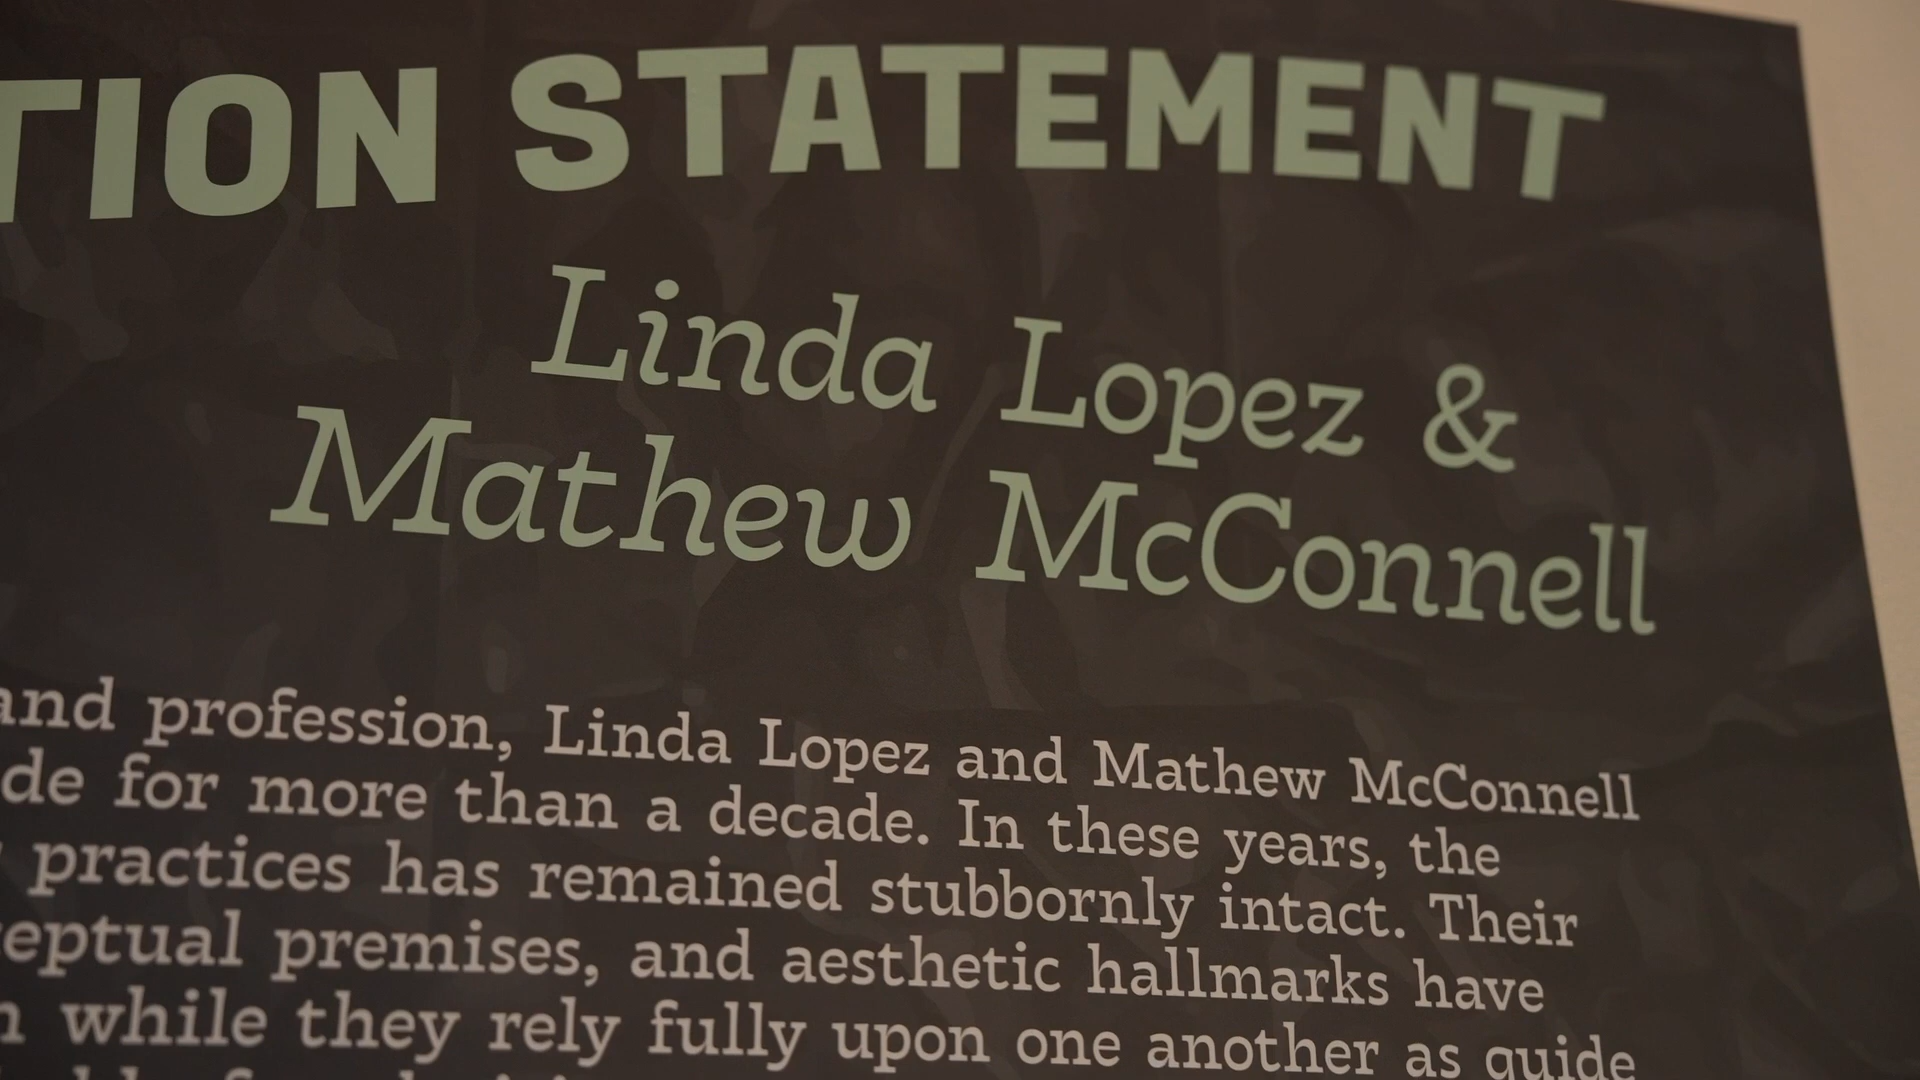 TION STATEMENT
Linda Lopez &
Mathew McConnell
and profession, Linda Lopez and Mathew McConnell
de for more than a decade. In these years, the
practices has remained stubbornly intact. Their
eptual premises, and aesthetic hallmarks have
n while they rely fully upon one another as guide